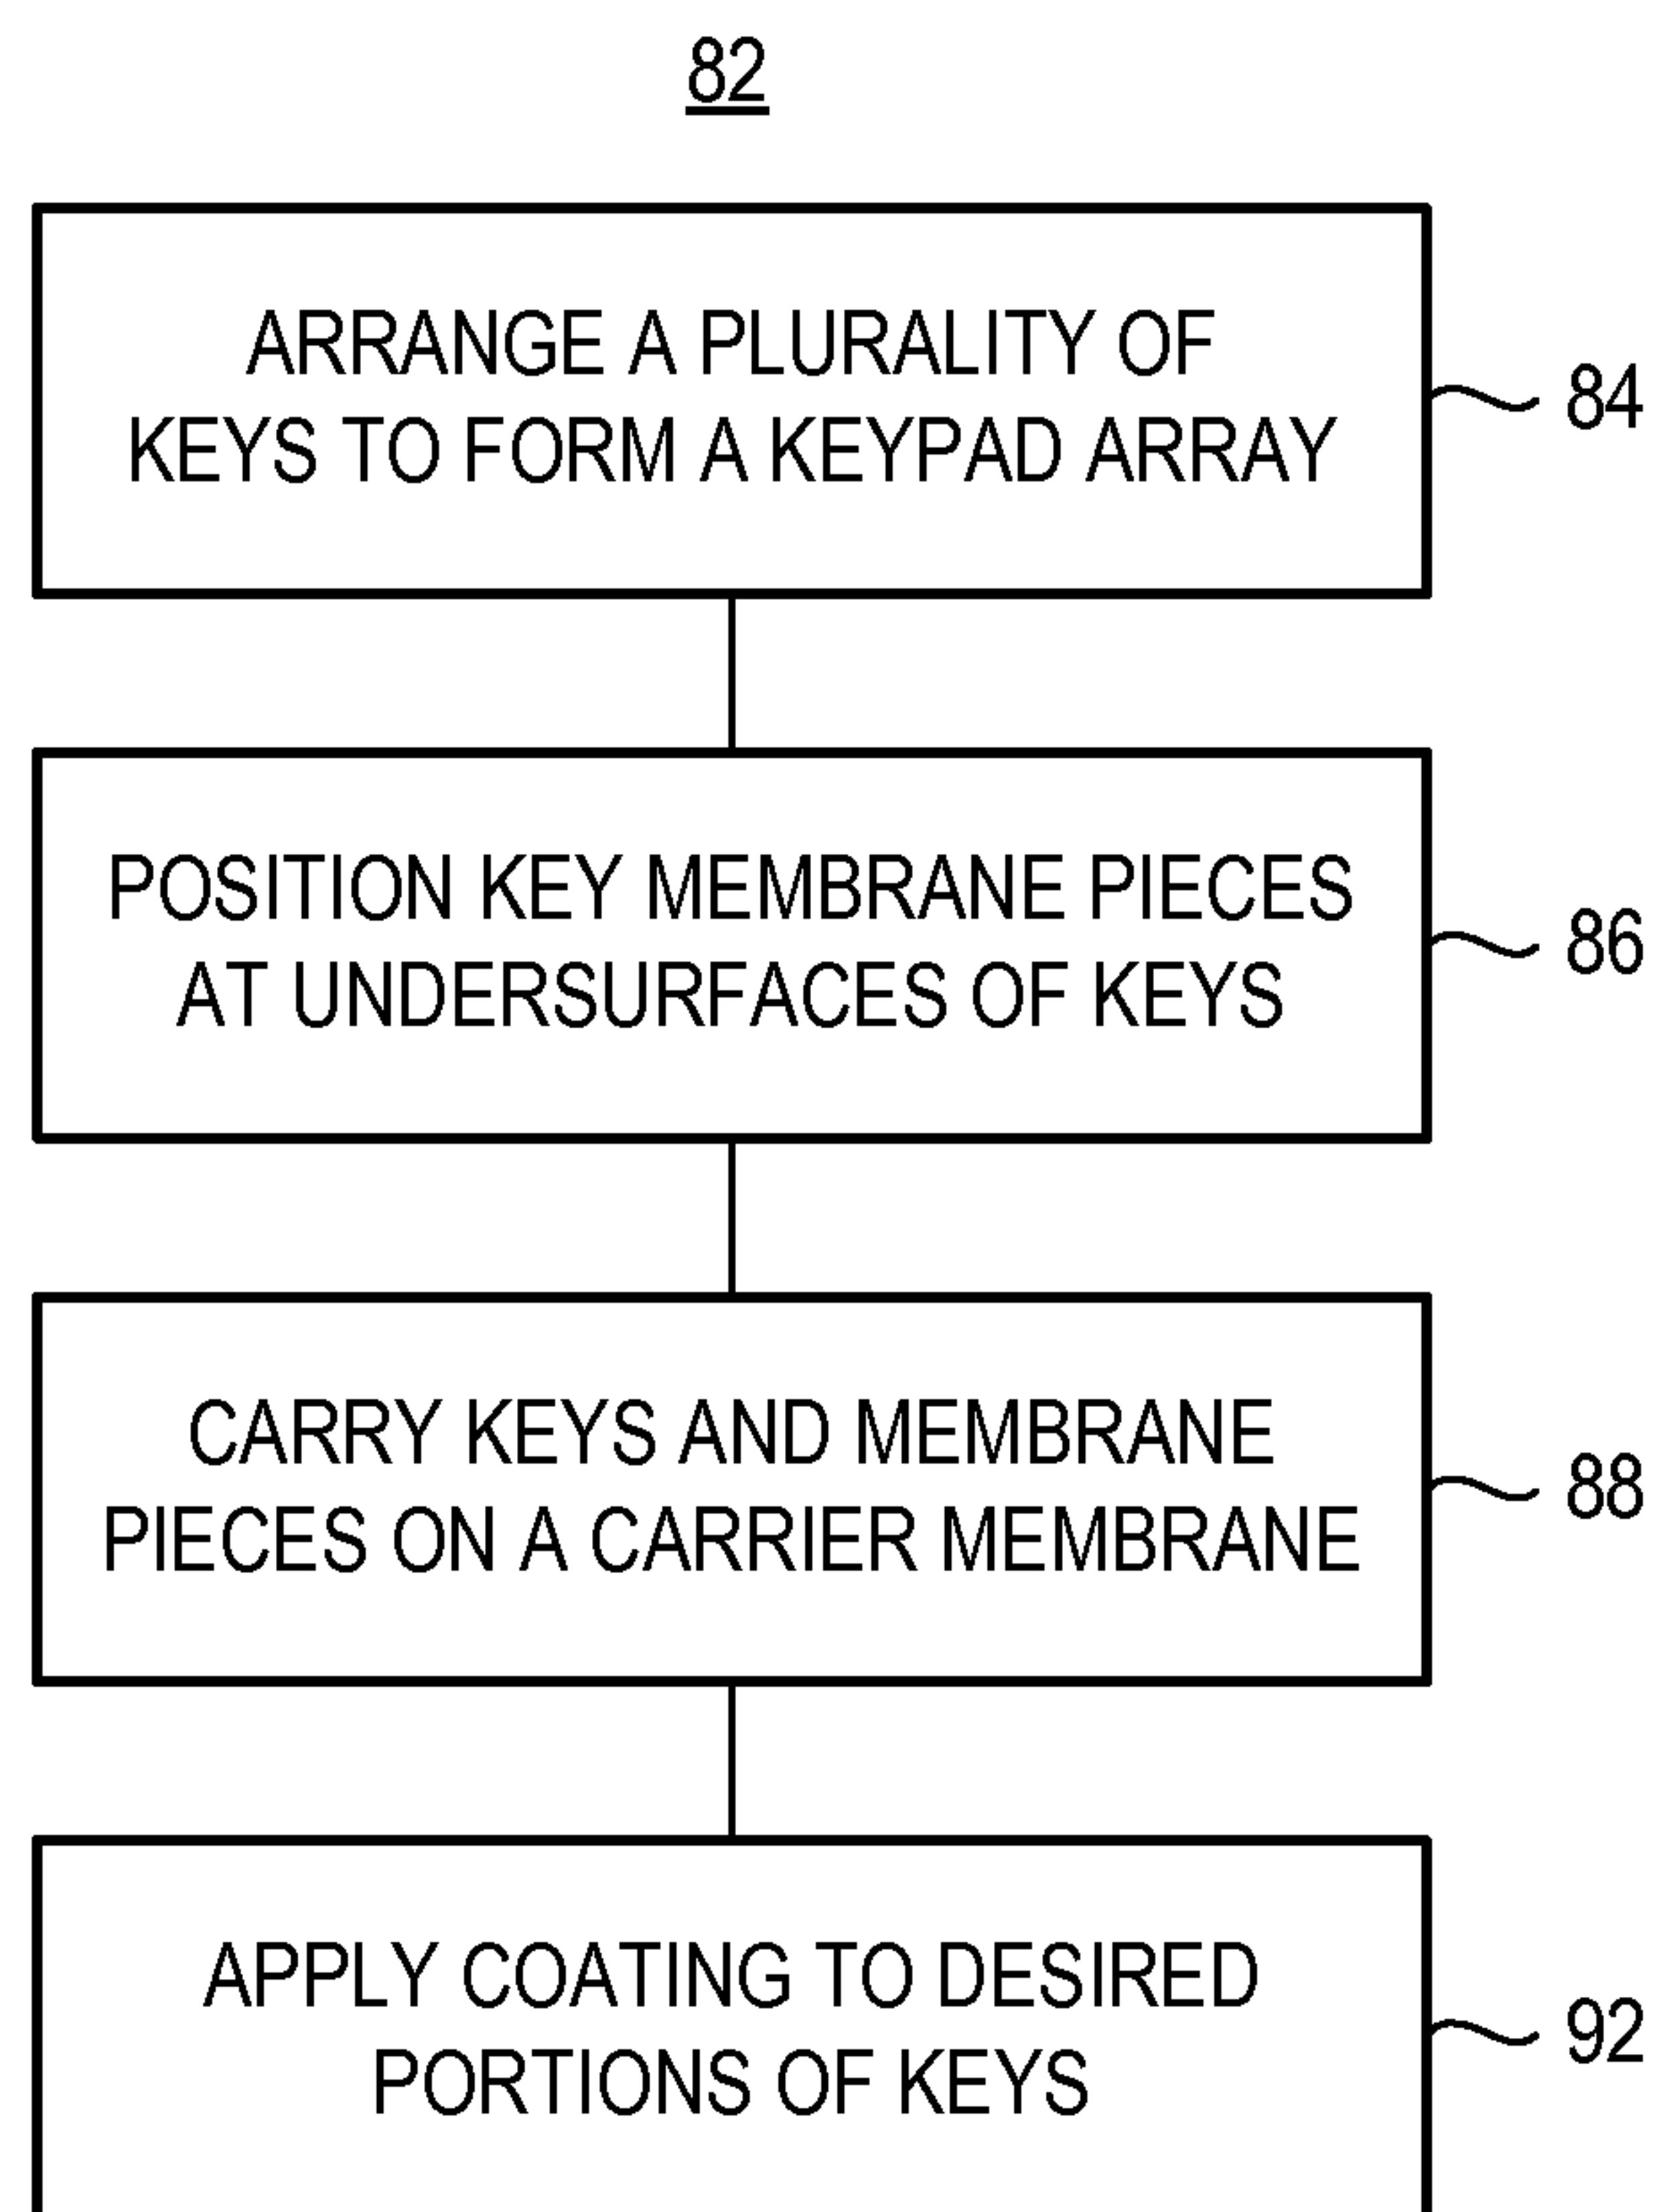 82
ARRANGE A PLURALITY OF
KEYS TO FORM A KEYPAD ARRAY
84
POSITION KEY MEMBRANE PIECES
AT UNDERSURFACES OF KEYS
86
CARRY KEYS AND MEMBRANE
PIECES ON A CARRIER MEMBRANE
88
APPLY COATING TO DESIRED
PORTIONS OF KEYS
92